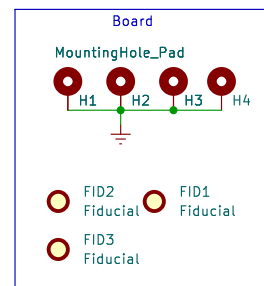 Board
MountingHole_Pad
H1 H2 H3 H4
FID2 FID1
Fiducial Fiducial
FID3
Fiducial